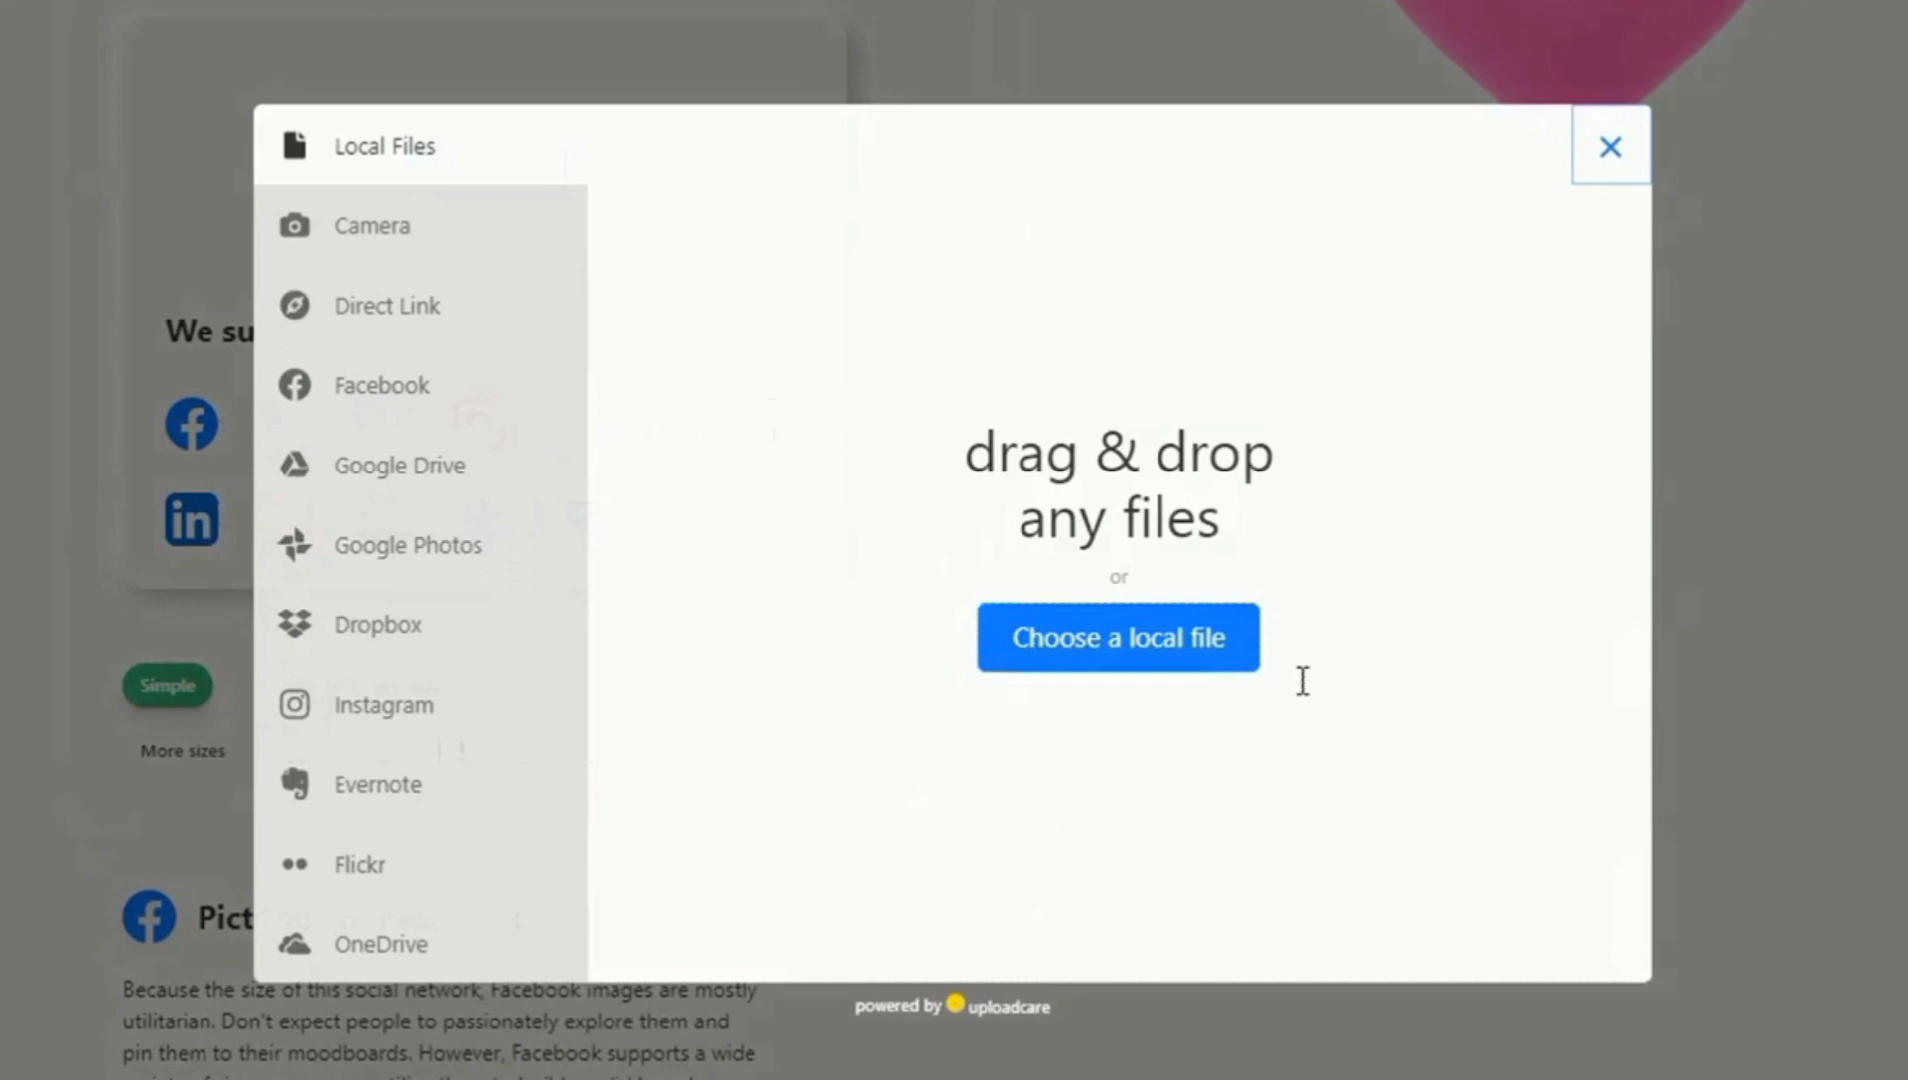 Local Files
Camera
Direct Link
Facebook
Google Drive
Google Photos
Dropbox
Instagram
Evernote
Flickr
OneDrive
drag & drop
any files
or
Choose a local file
powered by uploadcare
We su
in
Simple
More sizes
Pict
Because the size of this social network, Facebook images are mostly
utilitarian. Don't expect people to passionately explore them and
pin them to their moodboards. However, Facebook supports a wide